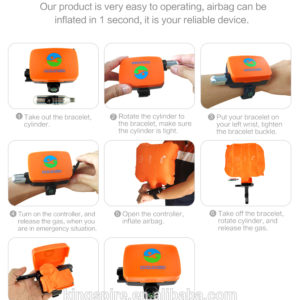 Our product is very easy to operating, airbag can be
inflated in 1 second, it is your reliable device.
1 Take out the bracelet,
cylinder.
2 Rotate the cylinder to
the bracelet, make sure
the cylinder is light.
3 Put your bracelet on
your left wrist, tighten
the bracelet buckle.
4 Turn on the controller, and
release the gas, when you
are in emergency situation.
5 Open the controller,
inflate airbag.
6 Take off the bracelet,
rotate cylinder, and
release the gas.
kingspire.en.alibaba.com